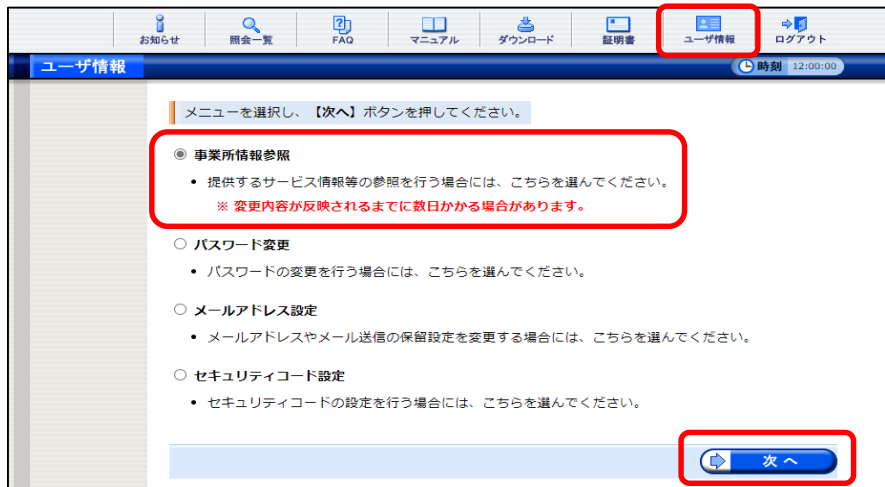 お知らせ 照会一覧 FAQ マニュアル ダウンロード 証明書 ユーザ情報 ログアウト
ユーザ情報 時刻 12:00:00
メニューを選択し、【次へ】ボタンを押してください。
事業所情報参照
• 提供するサービス情報等の参照を行う場合には、こちらを選んでください。
※ 変更内容が反映されるまでに数日かかる場合があります。
パスワード変更
• パスワードの変更を行う場合には、こちらを選んでください。
メールアドレス設定
• メールアドレスやメール送信の保留設定を変更する場合には、こちらを選んでください。
セキュリティコード設定
• セキュリティコードの設定を行う場合には、こちらを選んでください。
次へ